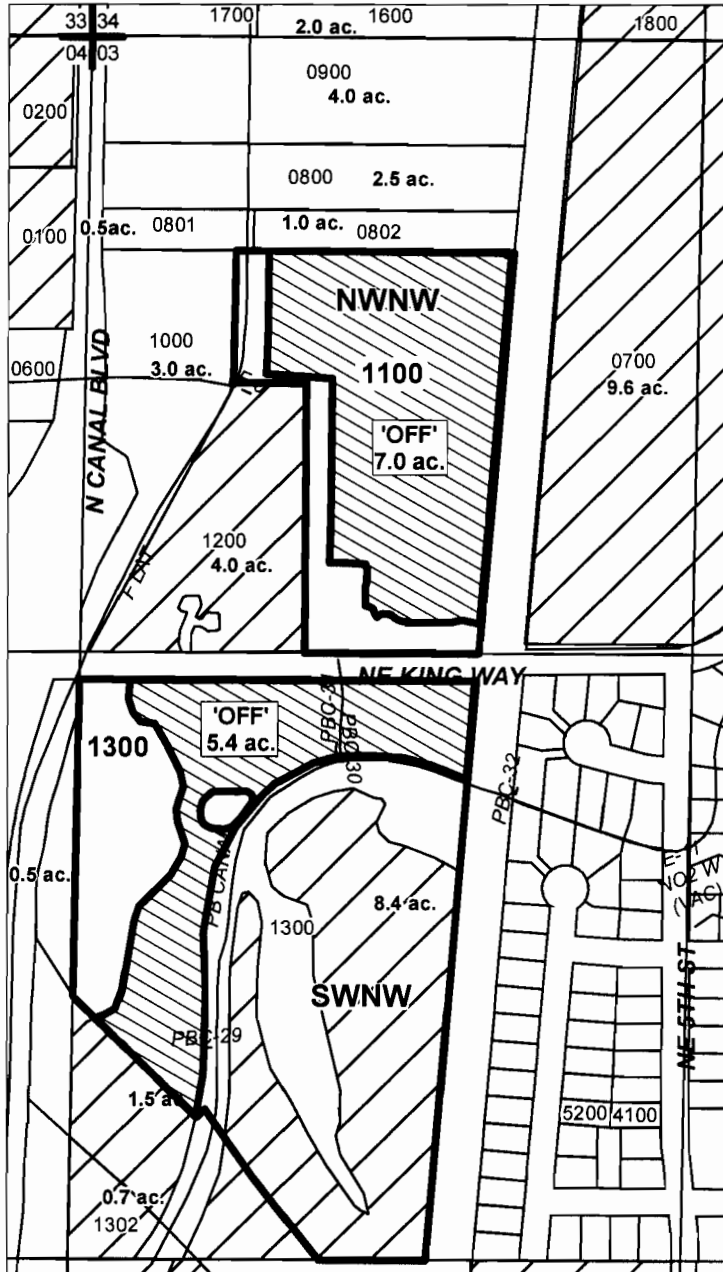 1700
1600
33 34
2.0 ac.
1800
04 03
0900
4.0 ac.
0200
0800
2.5 ac.
0100
0.5ac.
0801
1.0 ac.
0802
NWNW
1000
3.0 ac.
1100
0600
0700
9.6 ac.
N CANAL BLVD
'OFF'
7.0 ac.
1200
4.0 ac.
F LAT
NE KING WAY
'OFF'
5.4 ac.
1300
PBC-30
PBC-32
0.5 ac.
8.4 ac.
1300
SWNW
NE 5TH ST
PBC-29
1.5
5200 4100
0.7 ac.
1302